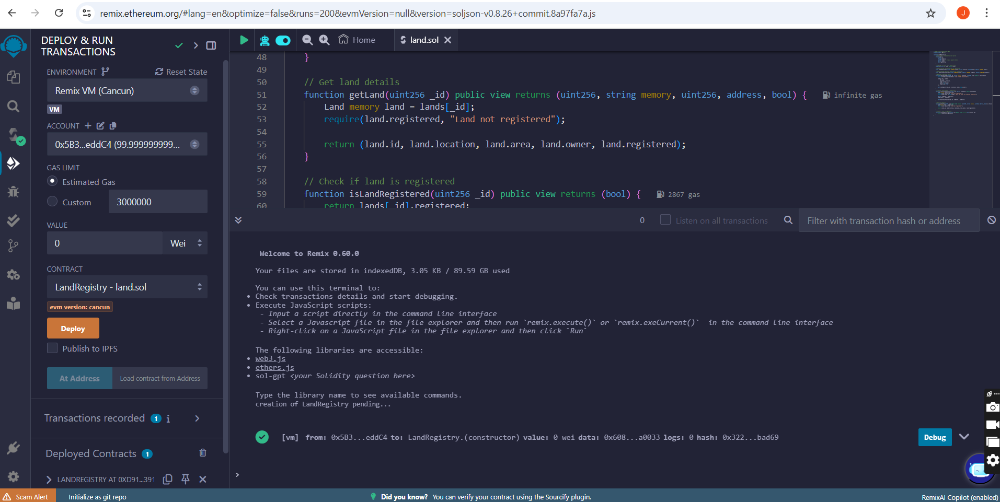 remix.ethereum.org/#lang=en&optimize=false&runs=200&evmVersion=null&version=soljson-v0.8.26+commit.8a97fa7a.js
J
DEPLOY & RUN
TRANSACTIONS
ENVIRONMENT
Reset State
Remix VM (Cancun)
VM
ACCOUNT
0x5B3...eddC4 (99.999999999...
GAS LIMIT
Estimated Gas
Custom
3000000
VALUE
0
Wei
CONTRACT
LandRegistry - land.sol
evm version: cancun
Deploy
Publish to IPFS
At Address
Load contract from Address
Transactions recorded 1 i
Deployed Contracts 1
LANDREGISTRY AT 0XD91...391
Home
land.sol
48 }
49
50 // Get land details
51 function getLand(uint256 _id) public view returns (uint256, string memory, uint256, address, bool) { infinite gas
52 Land memory land = lands[_id];
53 require(land.registered, "Land not registered");
54
55 return (land.id, land.location, land.area, land.owner, land.registered);
56 }
57
58 // Check if land is registered
59 function isLandRegistered(uint256 _id) public view returns (bool) { 2867 gas
60 return lands[_id].registered;
0
Listen on all transactions
Filter with transaction hash or address
Welcome to Remix 0.60.0
Your files are stored in indexedDB, 3.05 KB / 89.59 GB used
You can use this terminal to:
• Check transactions details and start debugging.
• Execute JavaScript scripts:
- Input a script directly in the command line interface
- Select a Javascript file in the file explorer and then run `remix.execute()` or `remix.exeCurrent()` in the command line interface
- Right-click on a JavaScript file in the file explorer and then click `Run`
The following libraries are accessible:
• web3.js
• ethers.js
• sol-gpt <your Solidity question here>
Type the library name to see available commands.
creation of LandRegistry pending...
[vm] from: 0x5B3...eddC4 to: LandRegistry.(constructor) value: 0 wei data: 0x608...a0033 logs: 0 hash: 0x322...bad69
Debug
>
Scam Alert
Initialize as git repo
Did you know? You can verify your contract using the Sourcify plugin.
RemixAI Copilot (enabled)